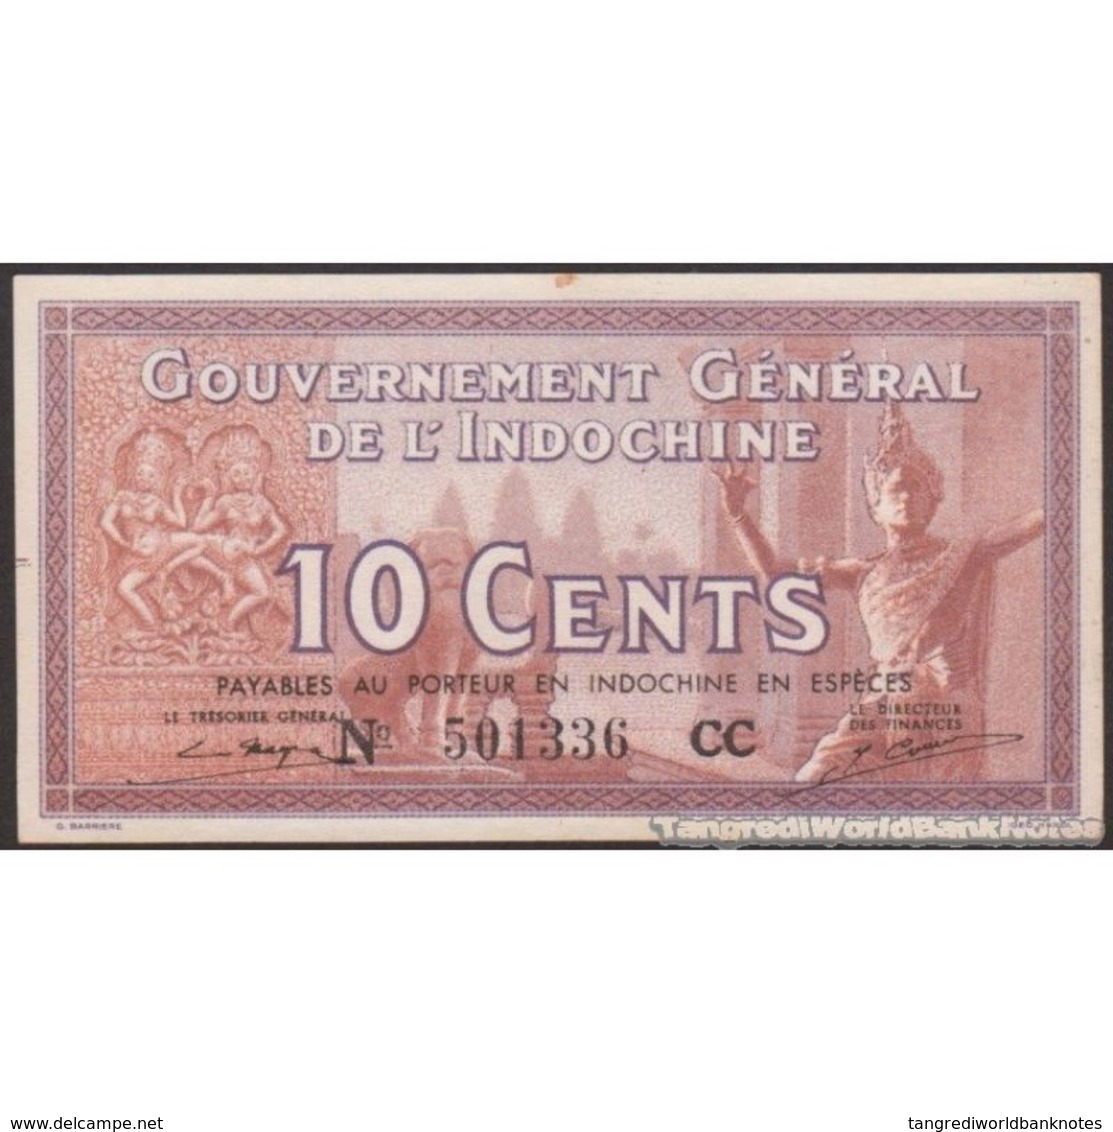 GOUVERNEMENT GÉNÉRAL
DE L'INDOCHINE
10 CENTS
PAYABLES AU PORTEUR EN INDOCHINE EN ESPÈCES
LE TRÉSORIER GÉNÉRAL
LE DIRECTEUR
DES FINANCES
Nº 501336 CC
G. BARRIERE
TangrediWorldBankNotes
www.delcampe.net
tangrediworldbanknotes